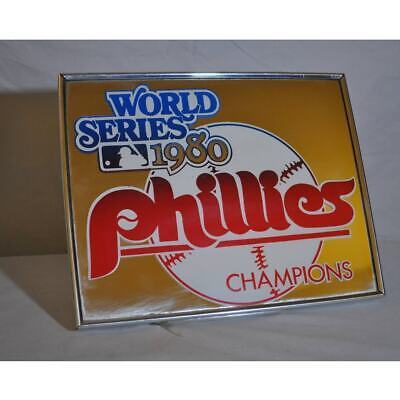 WORLD
SERIES
1980
Phillies
CHAMPIONS